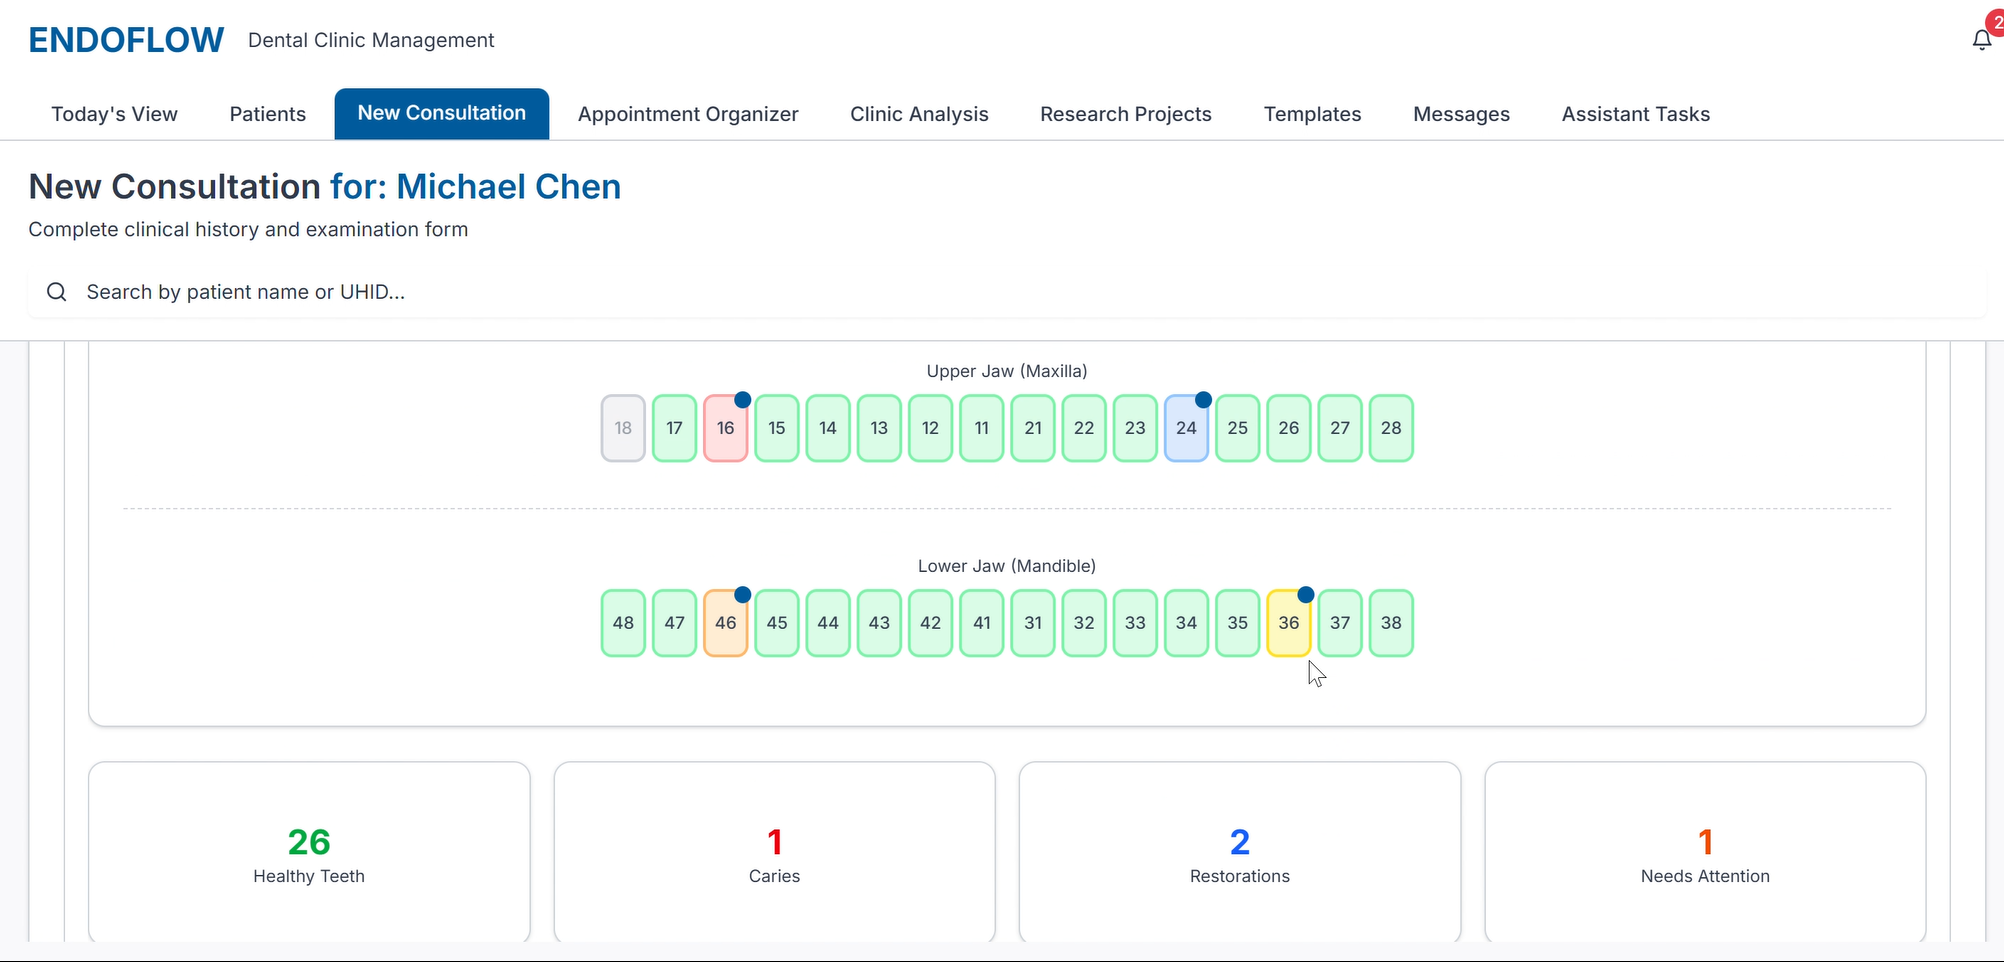 ENDOFLOW Dental Clinic Management 2
Today's View Patients New Consultation Appointment Organizer Clinic Analysis Research Projects Templates Messages Assistant Tasks
New Consultation for: Michael Chen
Complete clinical history and examination form
Search by patient name or UHID...
Upper Jaw (Maxilla)
18 17 16 15 14 13 12 11 21 22 23 24 25 26 27 28
Lower Jaw (Mandible)
48 47 46 45 44 43 42 41 31 32 33 34 35 36 37 38
26 1 2 1
Healthy Teeth Caries Restorations Needs Attention